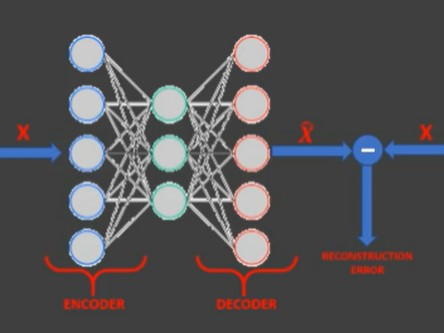 X
X̂
X
RECONSTRUCTION
ERROR
ENCODER
DECODER